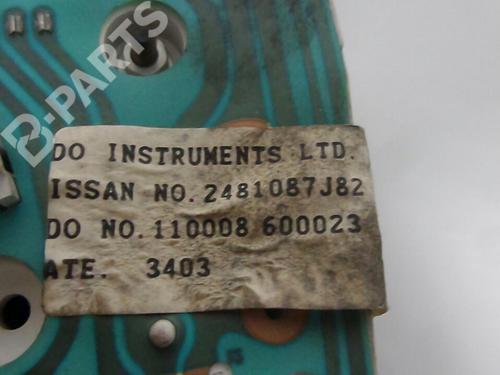 B-PARTS
DO INSTRUMENTS LTD.
ISSAN NO. 2481087J82
DO NO. 110008 600023
ATE. 3403